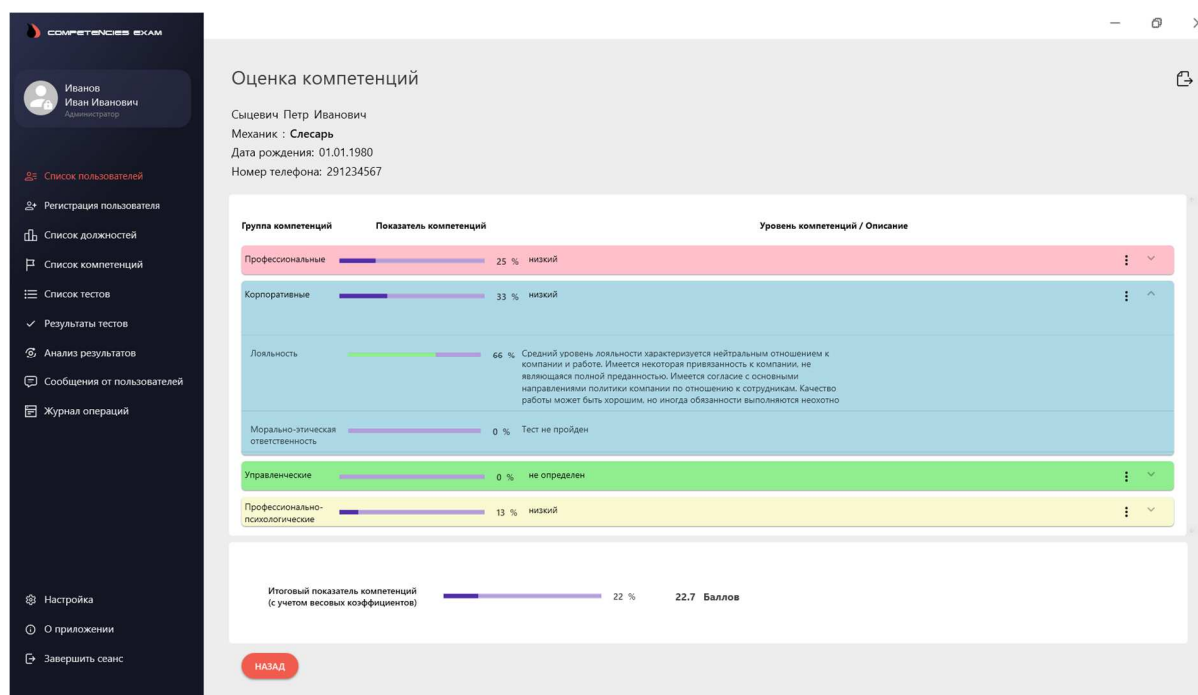 COMPETENCIES EXAM
Иванов
Иван Иванович
Администратор
Список пользователей
Регистрация пользователя
Список должностей
Список компетенций
Список тестов
Результаты тестов
Анализ результатов
Сообщения от пользователей
Журнал операций
Настройка
О приложении
Завершить сеанс
Оценка компетенций
Сыцевич Петр Иванович
Механик : Слесарь
Дата рождения: 01.01.1980
Номер телефона: 291234567
Группа компетенций Показатель компетенций Уровень компетенций / Описание
Профессиональные 25 % низкий
Корпоративные 33 % низкий
Лояльность 66 % Средний уровень лояльности характеризуется нейтральным отношением к
компании и работе. Имеется некоторая привязанность к компании, не
являющаяся полной преданностью. Имеется согласие с основными
направлениями политики компании по отношению к сотрудникам. Качество
работы может быть хорошим, но иногда обязанности выполняются неохотно
Морально-этическая 0 % Тест не пройден
ответственность
Управленческие 0 % не определен
Профессионально- 13 % низкий
психологические
Итоговый показатель компетенций
(с учетом весовых коэффициентов) 22 % 22.7 Баллов
НАЗАД